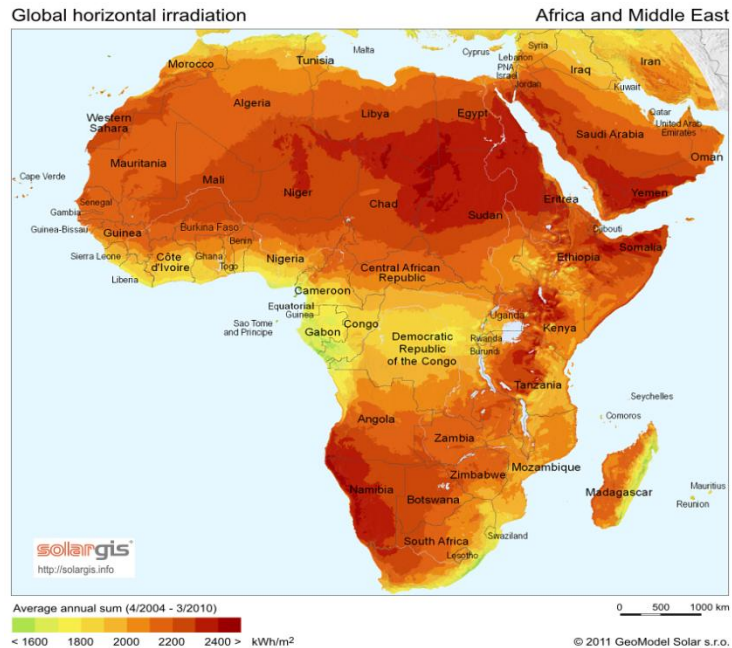 Global horizontal irradiation
Africa and Middle East
Malta
Cyprus
Syria
Lebanon
PNA
Israel
Jordan
Iraq
Iran
Kuwait
Morocco
Tunisia
Algeria
Libya
Egypt
Qatar
United Arab
Emirates
Saudi Arabia
Oman
Western
Sahara
Mauritania
Mali
Niger
Chad
Sudan
Eritrea
Yemen
Cape Verde
Senegal
Gambia
Guinea-Bissau
Guinea
Burkina Faso
Benin
Djibouti
Somalia
Sierra Leone
Côte
d'Ivoire
Ghana
Togo
Nigeria
Ethiopia
Liberia
Central African
Republic
Cameroon
Equatorial
Guinea
Sao Tome
and Principe
Gabon
Congo
Democratic
Republic
of the Congo
Uganda
Kenya
Rwanda
Burundi
Tanzania
Seychelles
Comoros
Angola
Zambia
Mozambique
Zimbabwe
Madagascar
Mauritius
Reunion
Namibia
Botswana
South Africa
Swaziland
Lesotho
solargis
http://solargis.info
Average annual sum (4/2004 - 3/2010)
< 1600 1800 2000 2200 2400 > kWh/m²
0 500 1000 km
© 2011 GeoModel Solar s.r.o.